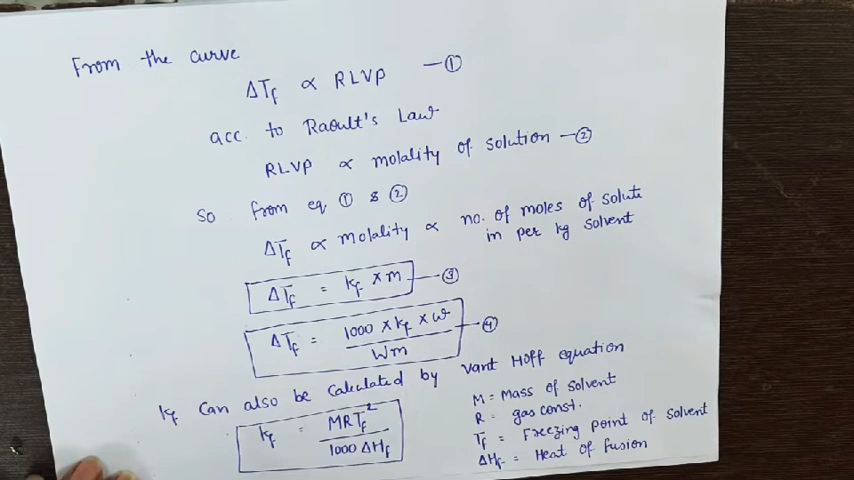 From the curve
ΔTf ∝ RLVP —①
acc. to Raoult's Law
RLVP ∝ molality of solution —②
So from eq ① & ②
ΔTf ∝ molality ∝ no. of moles of solute
in per kg solvent
ΔTf = kf × m —③
ΔTf = 1000 × kf × w / Wm —④
kf can also be calculated by Vant Hoff equation
kf = MRTf² / 1000 ΔHf
M = Mass of solvent
R = gas const.
Tf = Freezing point of solvent
ΔHf = Heat of fusion